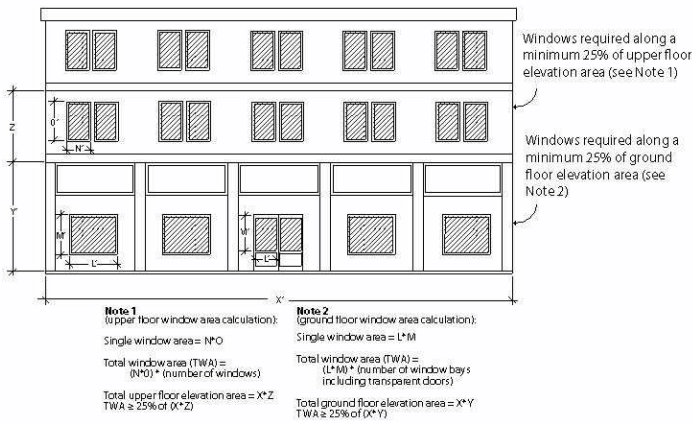 Windows required along a
minimum 25% of upper floor
elevation area (see Note 1)
Z
O'
N'
Windows required along a
minimum 25% of ground
floor elevation area (see
Note 2)
Y'
M'
L'
M'
L'
X'
Note 1
(upper floor window area calculation):
Single window area = N*O
Total window area (TWA) =
(N*0) * (number of windows)
Total upper floor elevation area = X*Z
TWA ≥ 25% of (X*Z)
Note 2
(ground floor window area calculation):
Single window area = L*M
Total window area (TWA) =
(L*M) * (number of window bays
including transparent doors)
Total ground floor elevation area = X*Y
TWA ≥ 25% of (X*Y)